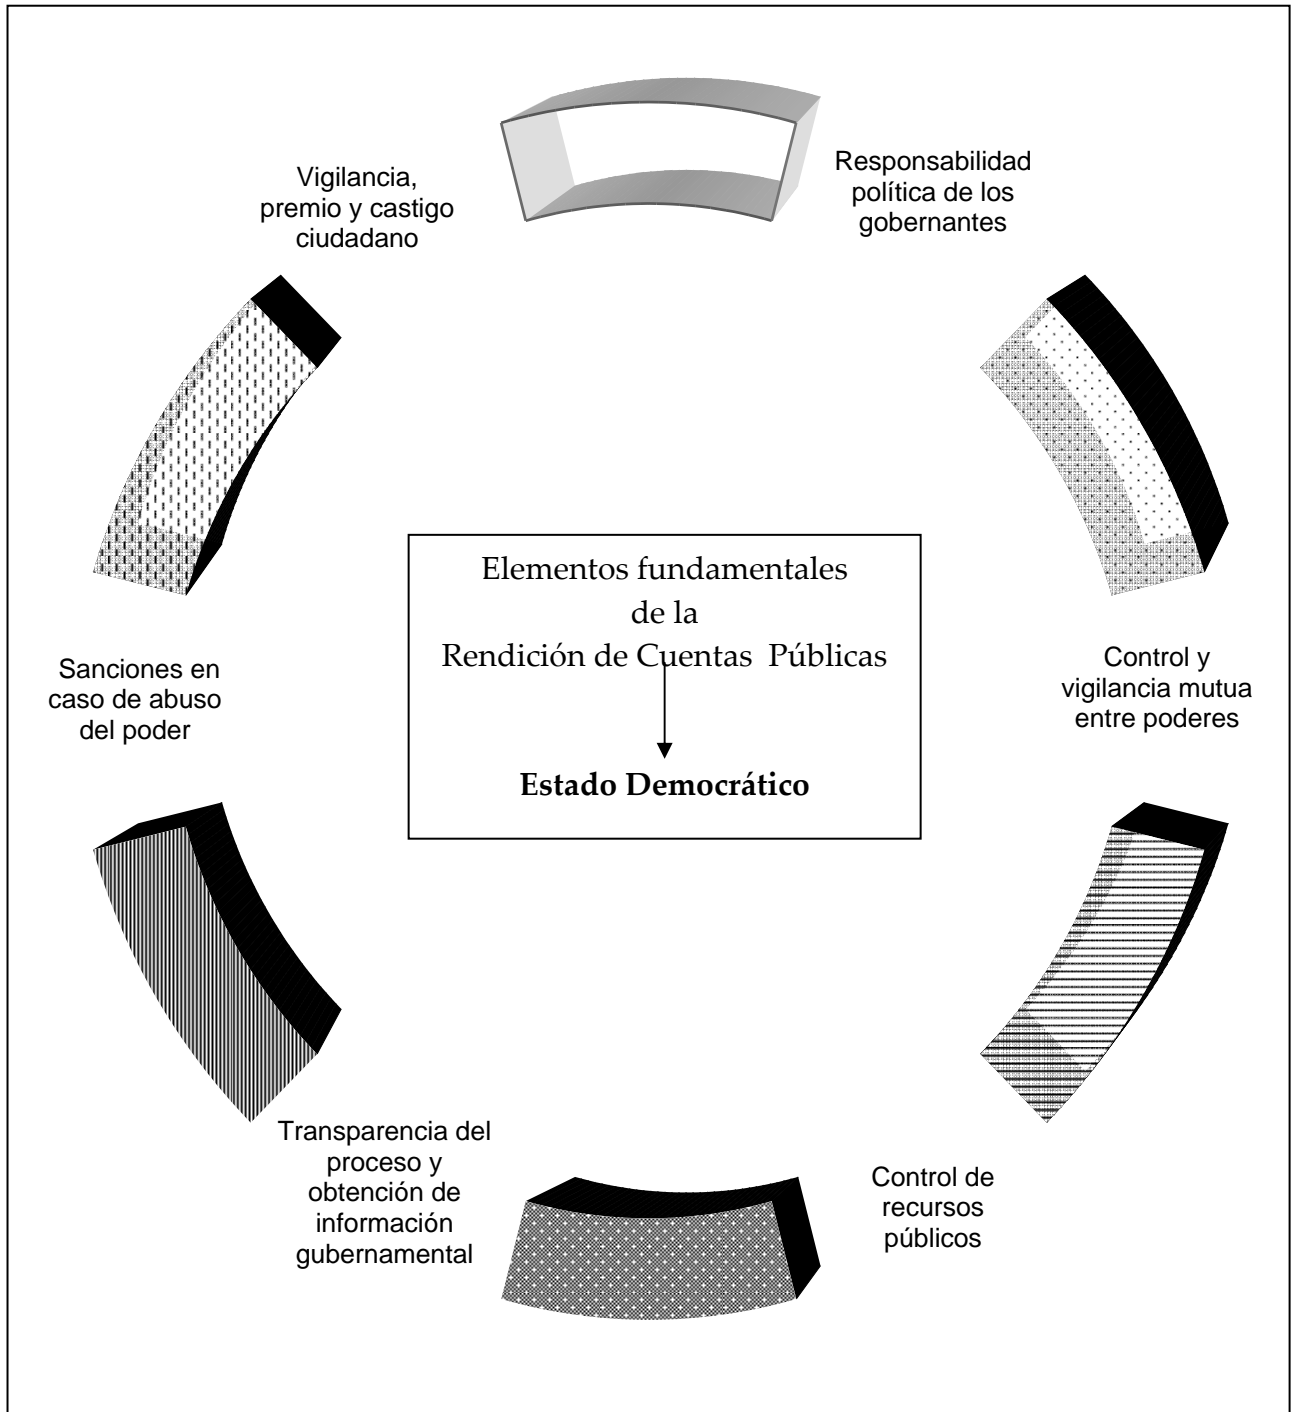 Vigilancia,
premio y castigo
ciudadano
Responsabilidad
política de los
gobernantes
Elementos fundamentales
de la
Rendición de Cuentas Públicas
Estado Democrático
Sanciones en
caso de abuso
del poder
Control y
vigilancia mutua
entre poderes
Transparencia del
proceso y
obtención de
información
gubernamental
Control de
recursos
públicos